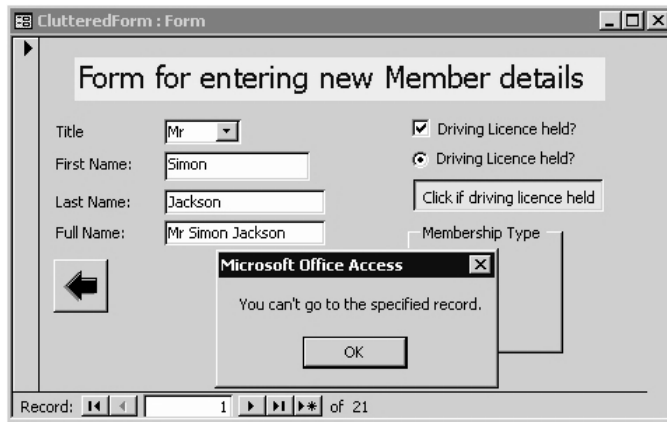 ClutteredForm : Form
Form for entering new Member details
Title Mr
Driving Licence held?
First Name: Simon
Driving Licence held?
Last Name: Jackson
Click if driving licence held
Full Name: Mr Simon Jackson
Membership Type
Microsoft Office Access
You can't go to the specified record.
OK
Record: 1 of 21